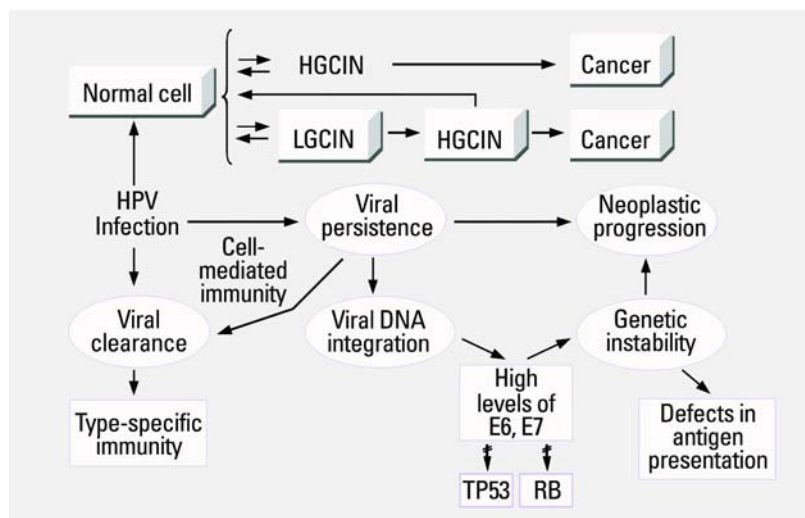 HGCIN
Cancer
Normal cell
LGCIN
HGCIN
Cancer
HPV
Infection
Viral
persistence
Neoplastic
progression
Cell-
mediated
immunity
Viral
clearance
Viral DNA
integration
Genetic
instability
High
levels of
E6, E7
Type-specific
immunity
Defects in
antigen
presentation
TP53
RB